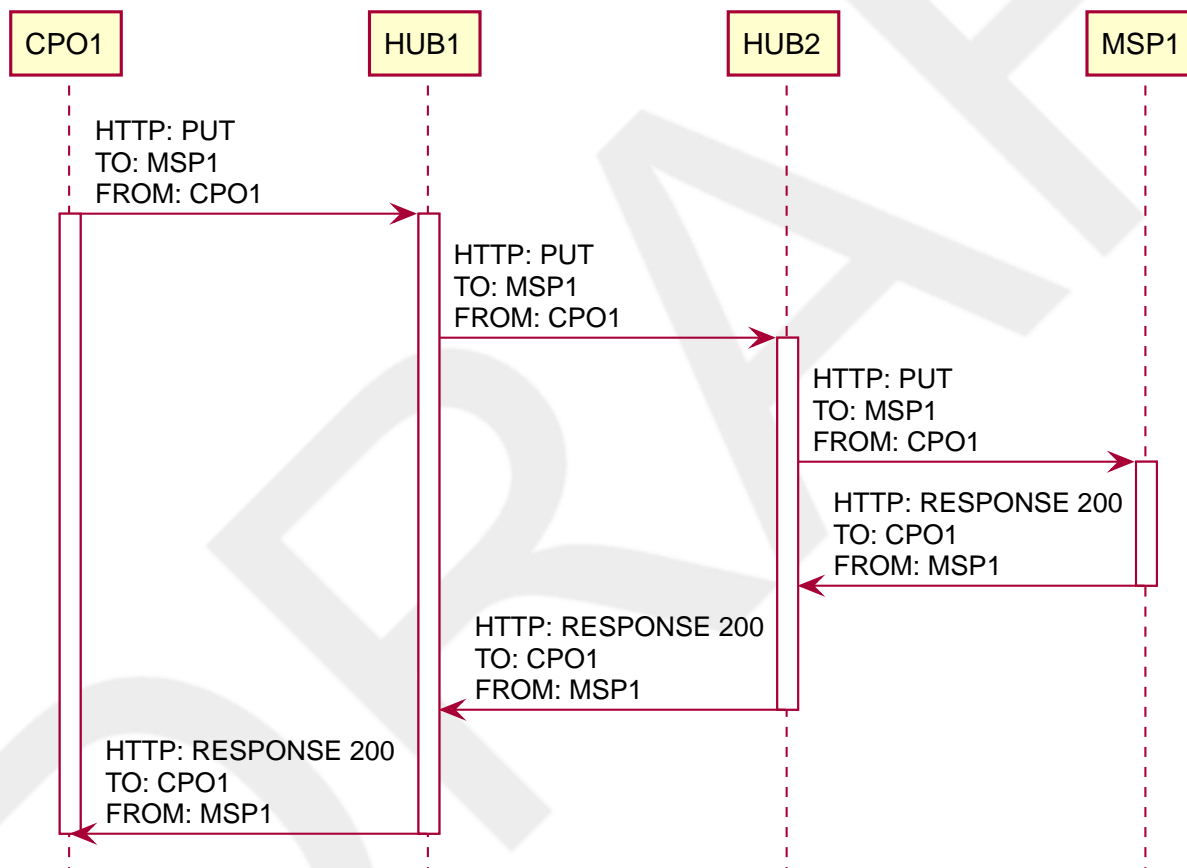 CPO1
HUB1
HUB2
MSP1
HTTP: PUT
TO: MSP1
FROM: CPO1
HTTP: PUT
TO: MSP1
FROM: CPO1
HTTP: PUT
TO: MSP1
FROM: CPO1
HTTP: RESPONSE 200
TO: CPO1
FROM: MSP1
HTTP: RESPONSE 200
TO: CPO1
FROM: MSP1
HTTP: RESPONSE 200
TO: CPO1
FROM: MSP1